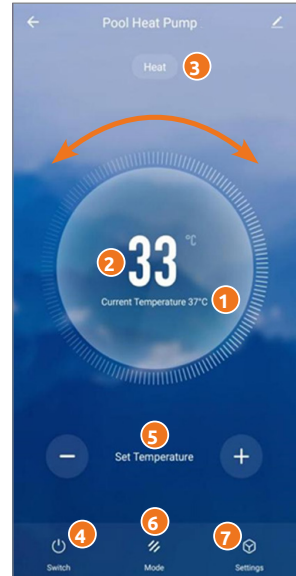 Pool Heat Pump
Heat 3
2 33 °C
Current Temperature 37°C 1
5
− Set Temperature +
4 6 7
Switch Mode Settings